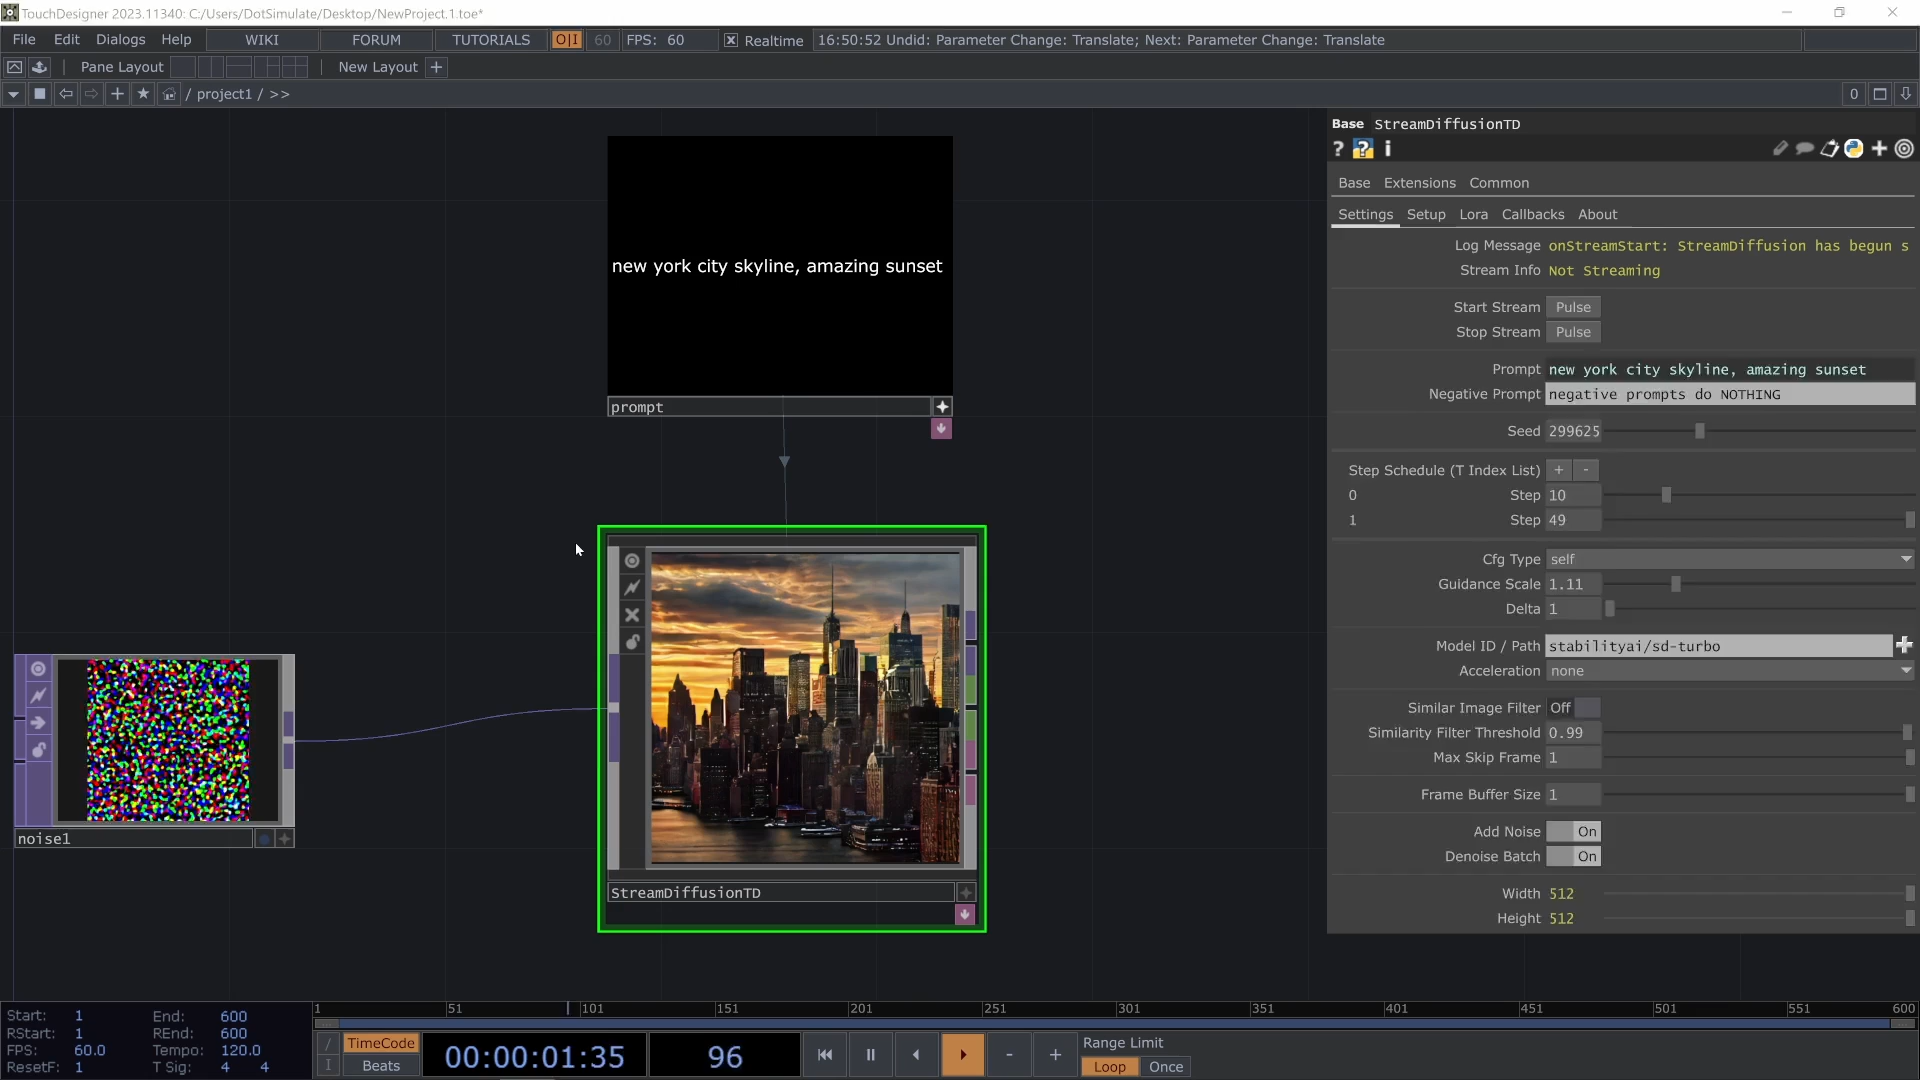 TouchDesigner 2023.11340: C:/Users/DotSimulate/Desktop/NewProject.1.toe*
File Edit Dialogs Help WIKI FORUM TUTORIALS O|I 60 FPS: 60 Realtime 16:50:52 Undid: Parameter Change: Translate; Next: Parameter Change: Translate
Pane Layout New Layout +
/ project1 / >> 0
Base StreamDiffusionTD
? ? i
Base Extensions Common
Settings Setup Lora Callbacks About
Log Message onStreamStart: StreamDiffusion has begun s
Stream Info Not Streaming
Start Stream Pulse
Stop Stream Pulse
Prompt new york city skyline, amazing sunset
Negative Prompt negative prompts do NOTHING
Seed 299625
Step Schedule (T Index List) + -
0 Step 10
1 Step 49
Cfg Type self
Guidance Scale 1.11
Delta 1
Model ID / Path stabilityai/sd-turbo
Acceleration none
Similar Image Filter Off
Similarity Filter Threshold 0.99
Max Skip Frame 1
Frame Buffer Size 1
Add Noise On
Denoise Batch On
Width 512
Height 512
new york city skyline, amazing sunset
prompt
noise1
StreamDiffusionTD
1 51 101 151 201 251 301 351 401 451 501 551 600
Start: 1 End: 600
RStart: 1 REnd: 600
FPS: 60.0 Tempo: 120.0
ResetF: 1 T Sig: 4 4
/ TimeCode
I Beats
00:00:01:35 96 - +
Range Limit
Loop Once